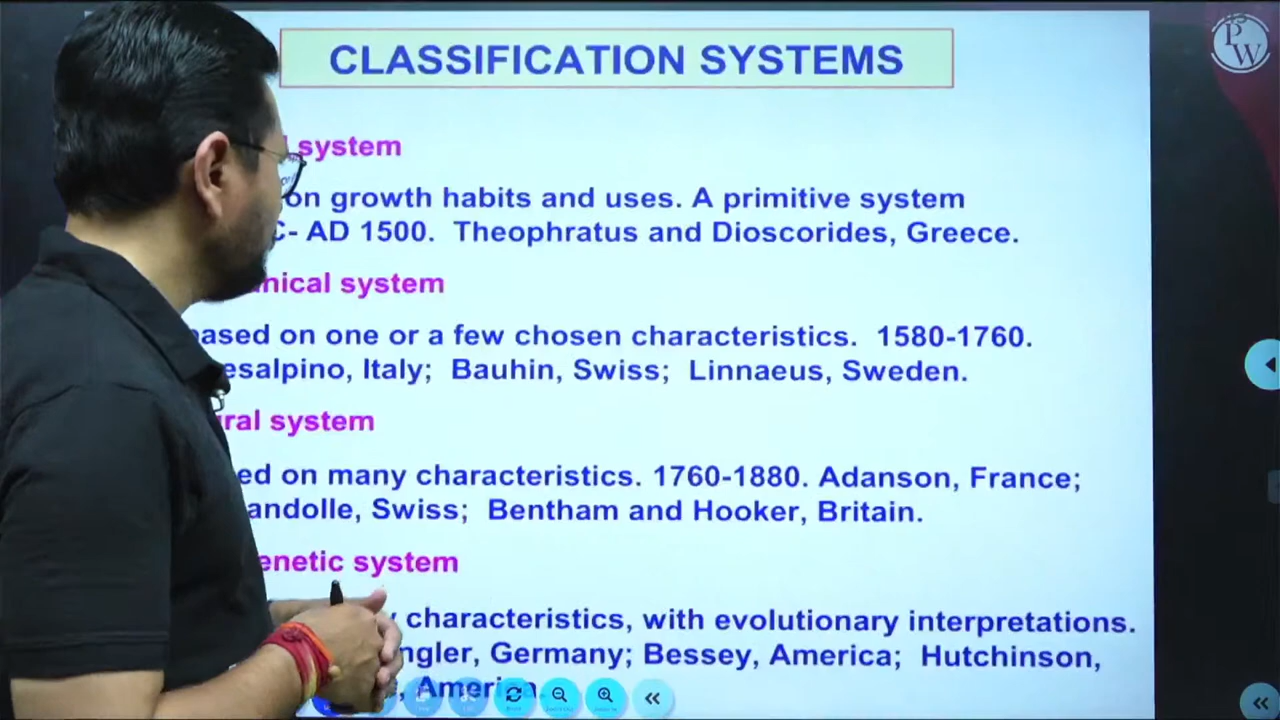 CLASSIFICATION SYSTEMS
PW
system
on growth habits and uses. A primitive system
C- AD 1500. Theophratus and Dioscorides, Greece.
nical system
based on one or a few chosen characteristics. 1580-1760.
esalpino, Italy; Bauhin, Swiss; Linnaeus, Sweden.
ral system
ed on many characteristics. 1760-1880. Adanson, France;
andolle, Swiss; Bentham and Hooker, Britain.
enetic system
characteristics, with evolutionary interpretations.
ngler, Germany; Bessey, America; Hutchinson,
, America.